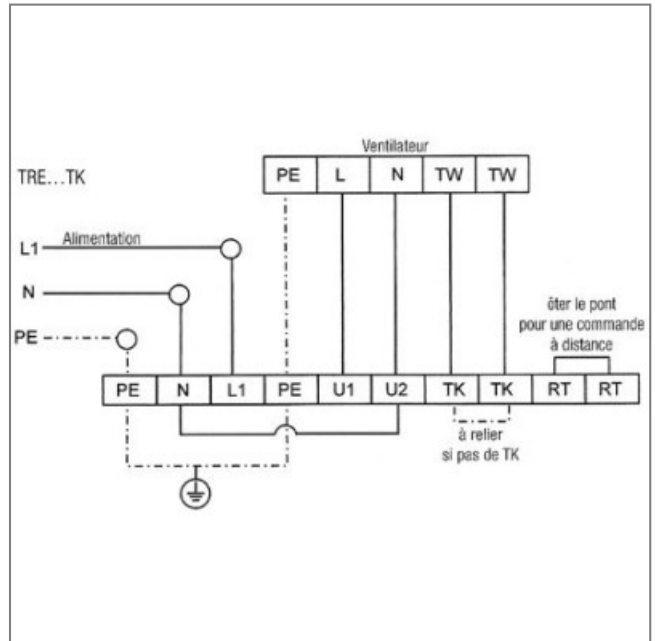 Ventilateur
TRE...TK
PE L N TW TW
L1 Alimentation
N
ôter le pont
pour une commande
à distance
PE
PE N L1 PE U1 U2 TK TK RT RT
à relier
si pas de TK